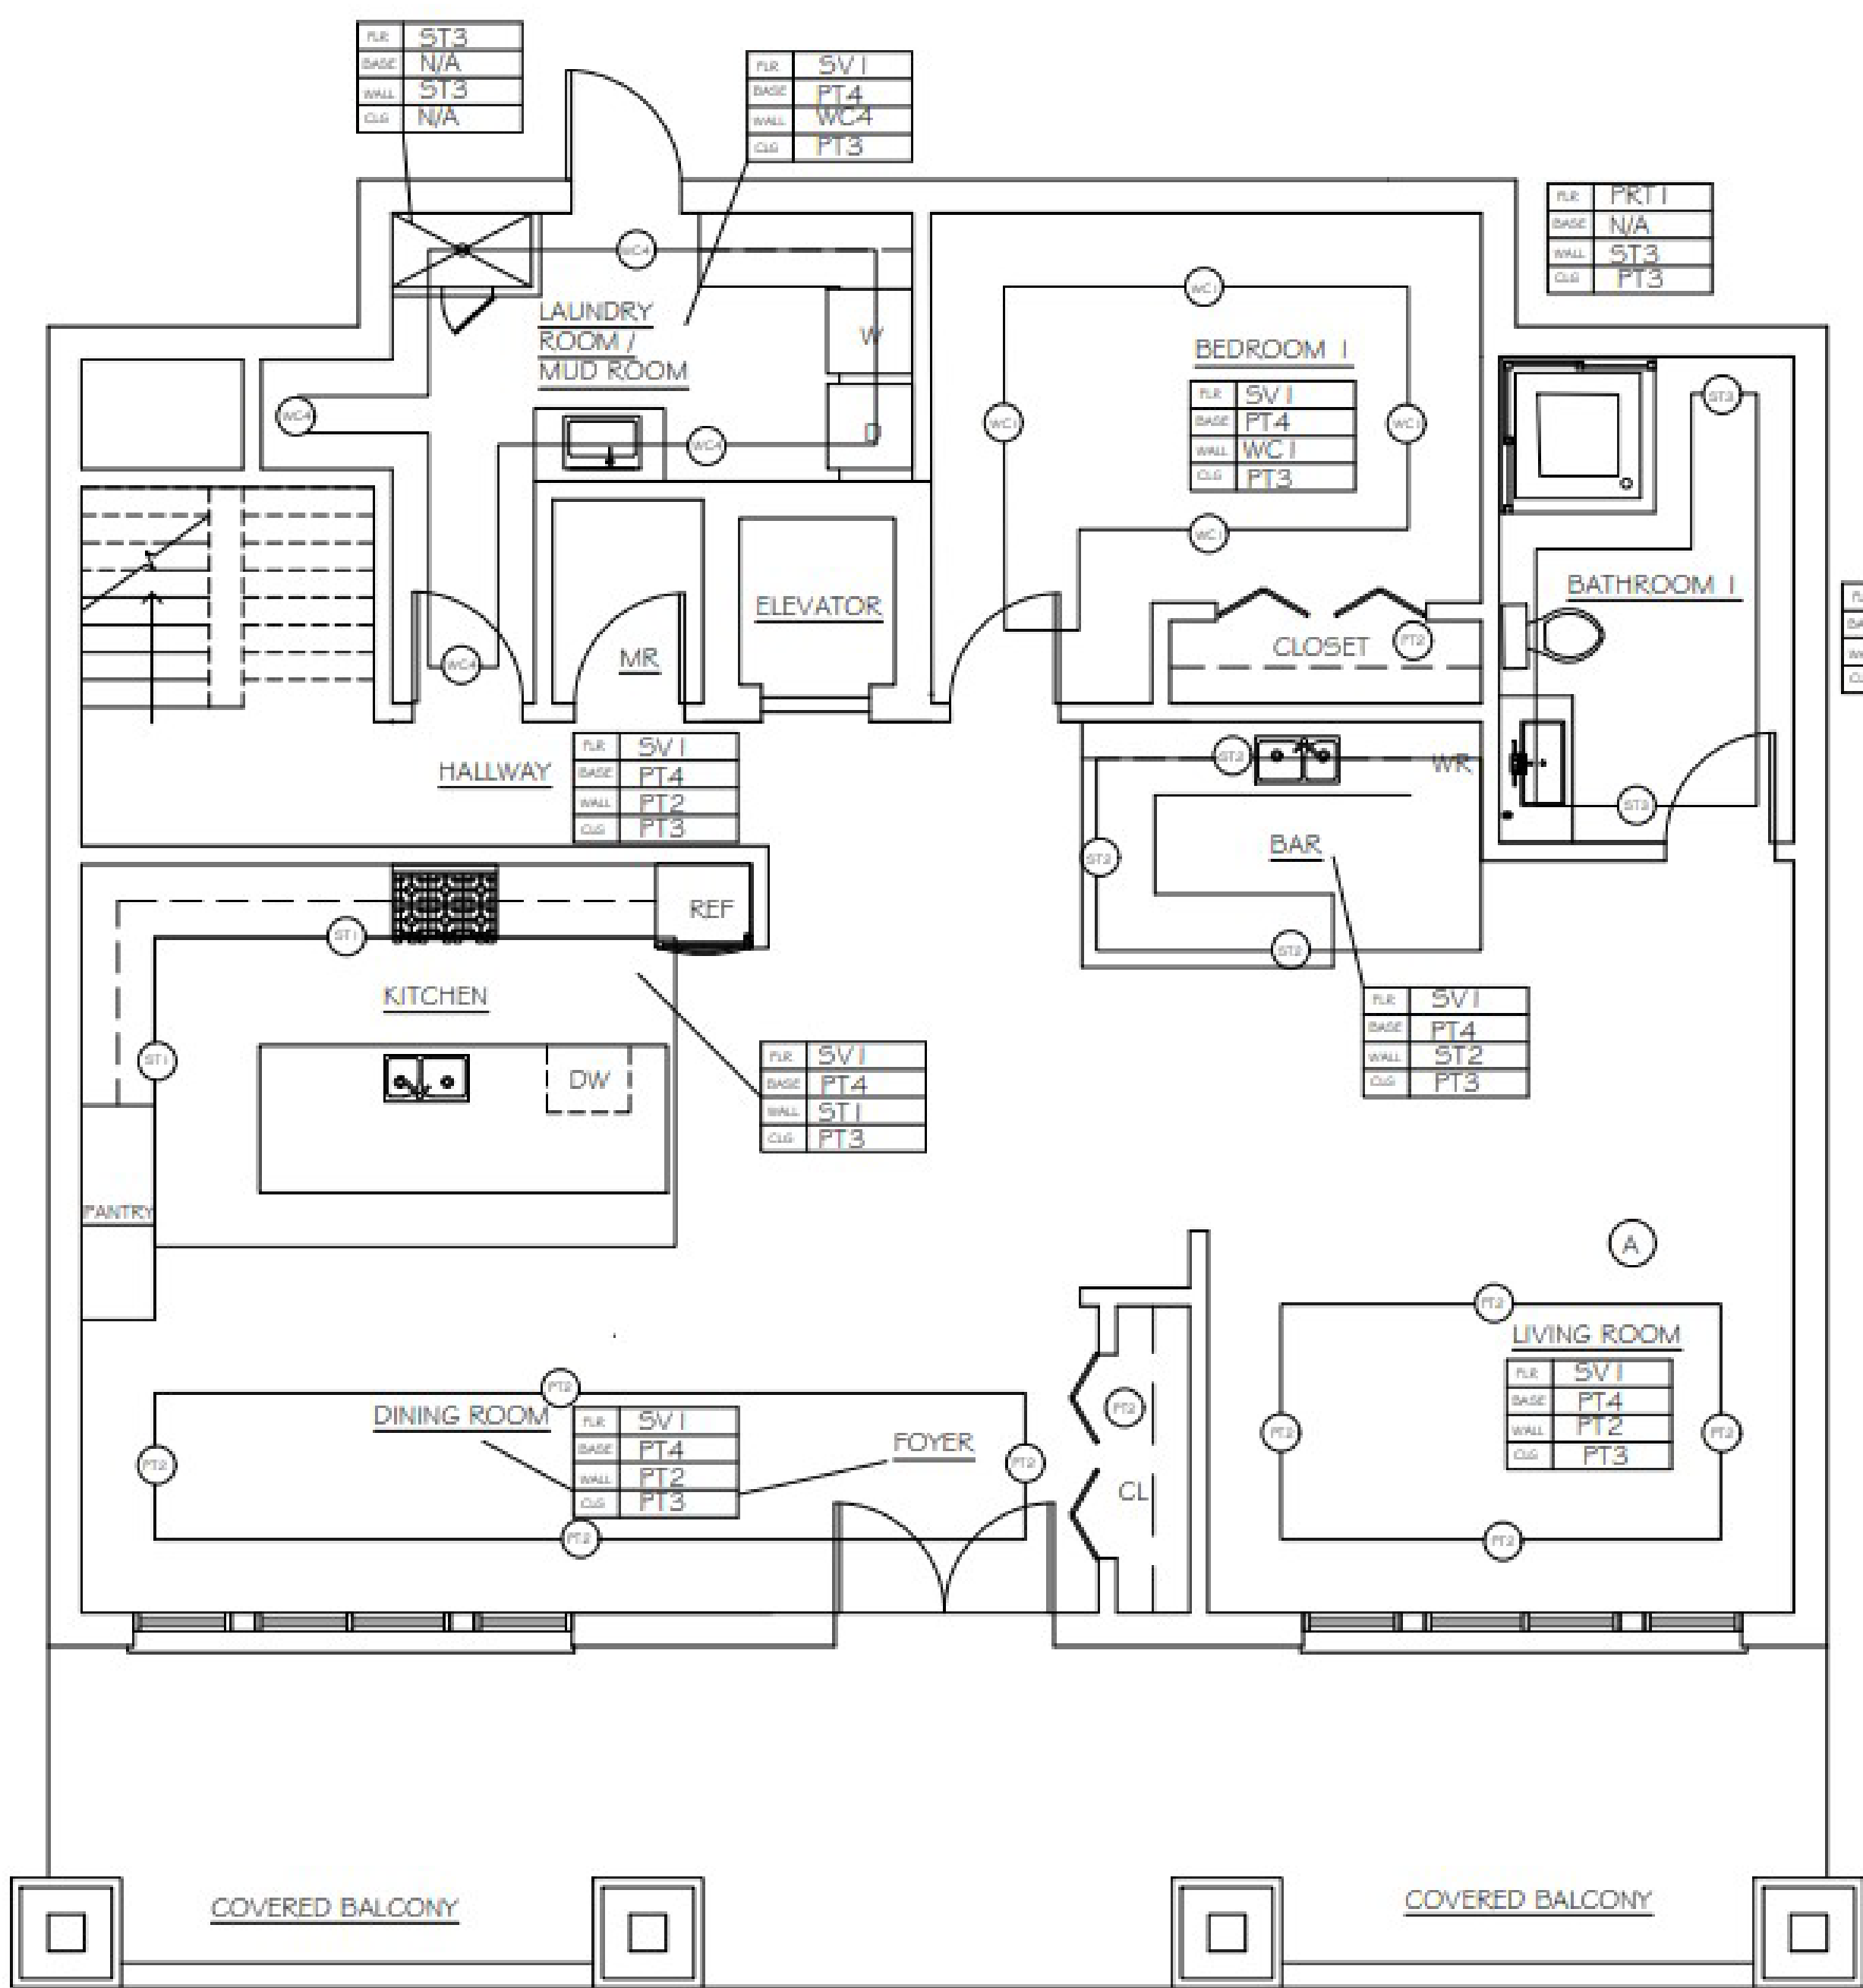 FLR ST3
BASE N/A
WALL ST3
CLG N/A
FLR SV1
BASE PT4
WALL WC4
CLG PT3
FLR PRT1
BASE N/A
WALL ST3
CLG PT3
WC4
LAUNDRY
ROOM /
MUD ROOM
W
D
WC4
WC4
WC4
WC1
BEDROOM 1
FLR SV1
BASE PT4
WALL WC1
CLG PT3
WC1
WC1
WC1
ST3
BATHROOM 1
ST3
CLOSET
PT2
ELEVATOR
MR
HALLWAY
FLR SV1
BASE PT4
WALL PT2
CLG PT3
ST2
WR
BAR
ST2
ST2
FLR SV1
BASE PT4
WALL ST2
CLG PT3
REF
ST1
KITCHEN
ST1
DW
FLR SV1
BASE PT4
WALL ST1
CLG PT3
PANTRY
A
PT2
LIVING ROOM
FLR SV1
BASE PT4
WALL PT2
CLG PT3
PT2
PT2
PT2
PT2
DINING ROOM
FLR SV1
BASE PT4
WALL PT2
CLG PT3
FOYER
PT2
PT2
PT2
PT2
CL
COVERED BALCONY
COVERED BALCONY